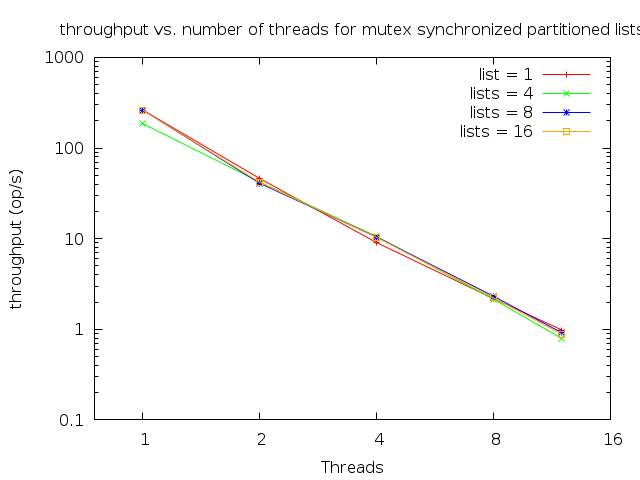 throughput vs. number of threads for mutex synchronized partitioned lists
1000
100
10
1
0.1
throughput (op/s)
list = 1
lists = 4
lists = 8
lists = 16
1 2 4 8 16
Threads